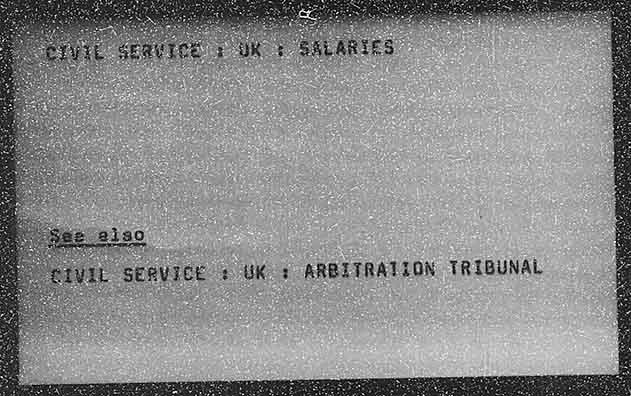 CIVIL SERVICE : UK : SALARIES
See also
CIVIL SERVICE : UK : ARBITRATION TRIBUNAL